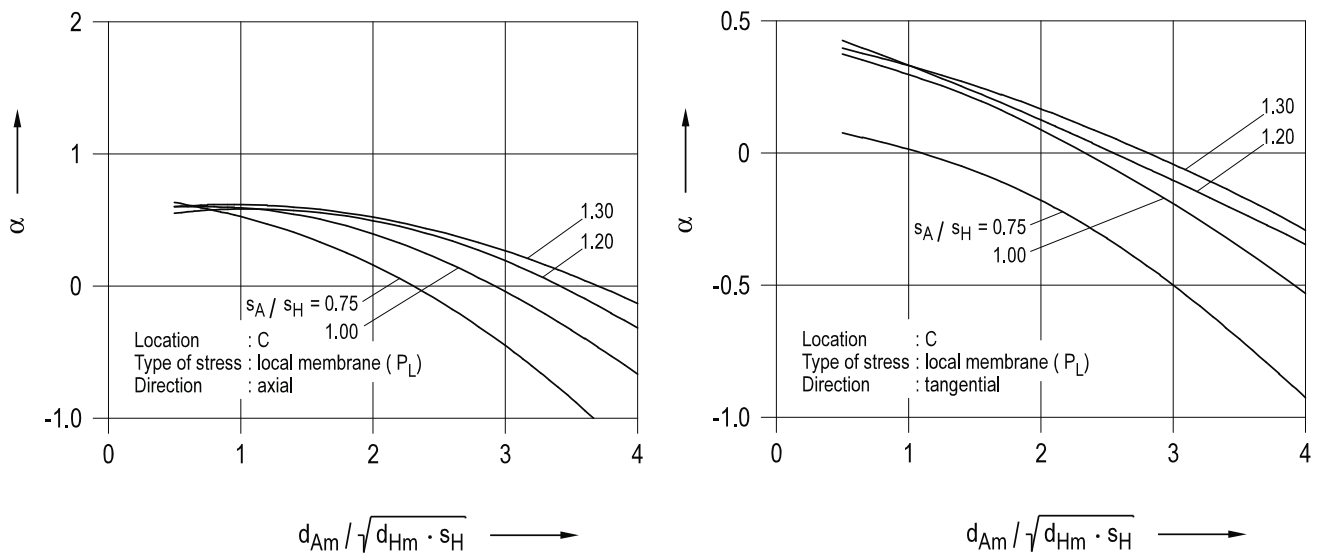 2
1
0
-1.0
α
1.30
1.20
s_A / s_H = 0.75
1.00
Location : C
Type of stress : local membrane ( P_L )
Direction : axial
0 1 2 3 4
d_Am / √d_Hm · s_H
0.5
0
-0.5
-1.0
α
1.30
1.20
s_A / s_H = 0.75
1.00
Location : C
Type of stress : local membrane ( P_L )
Direction : tangential
0 1 2 3 4
d_Am / √d_Hm · s_H